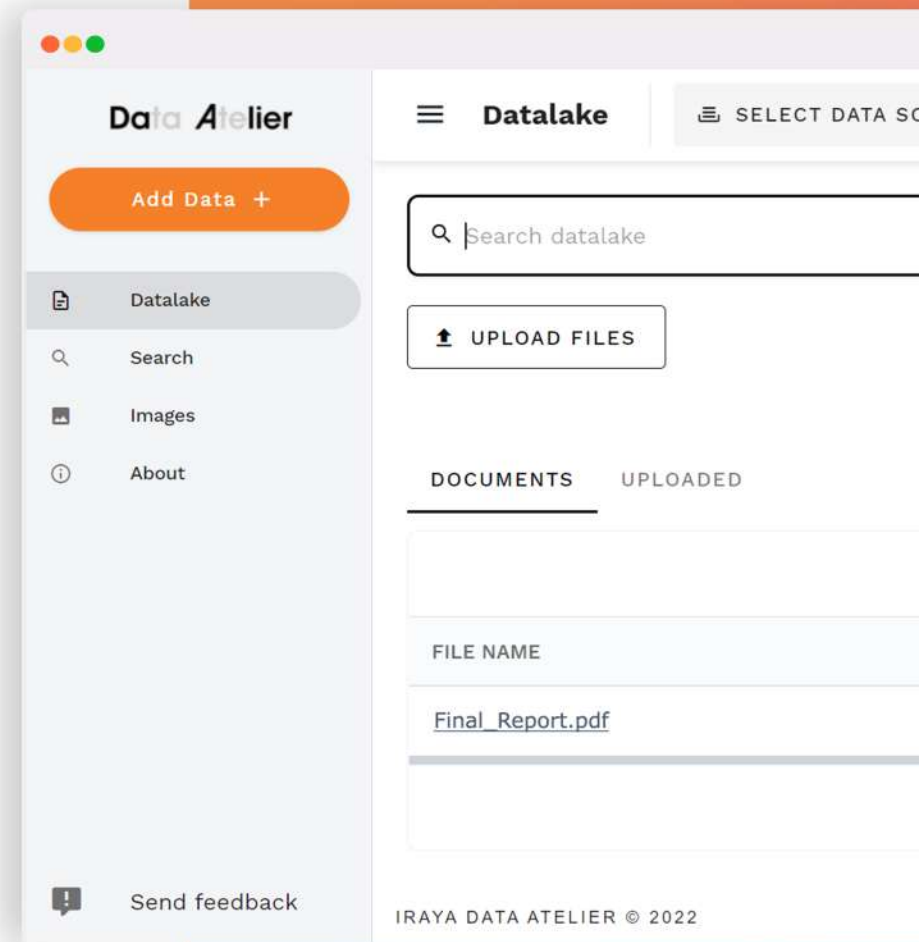 Data Atelier
Add Data +
Datalake
Search
Images
About
Send feedback
Datalake
SELECT DATA SC
Search datalake
UPLOAD FILES
DOCUMENTS UPLOADED
FILE NAME
Final_Report.pdf
IRAYA DATA ATELIER © 2022